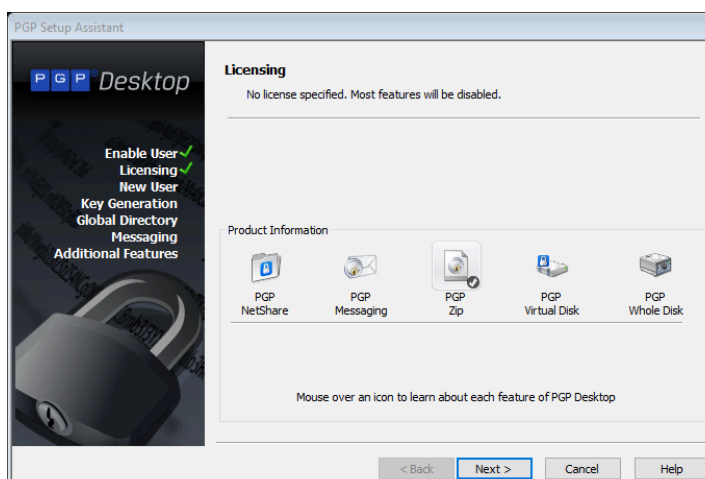 PGP Setup Assistant
PGP Desktop
Enable User
Licensing
New User
Key Generation
Global Directory
Messaging
Additional Features
Licensing
No license specified. Most features will be disabled.
Product Information
PGP
NetShare
PGP
Messaging
PGP
Zip
PGP
Virtual Disk
PGP
Whole Disk
Mouse over an icon to learn about each feature of PGP Desktop
< Back
Next >
Cancel
Help